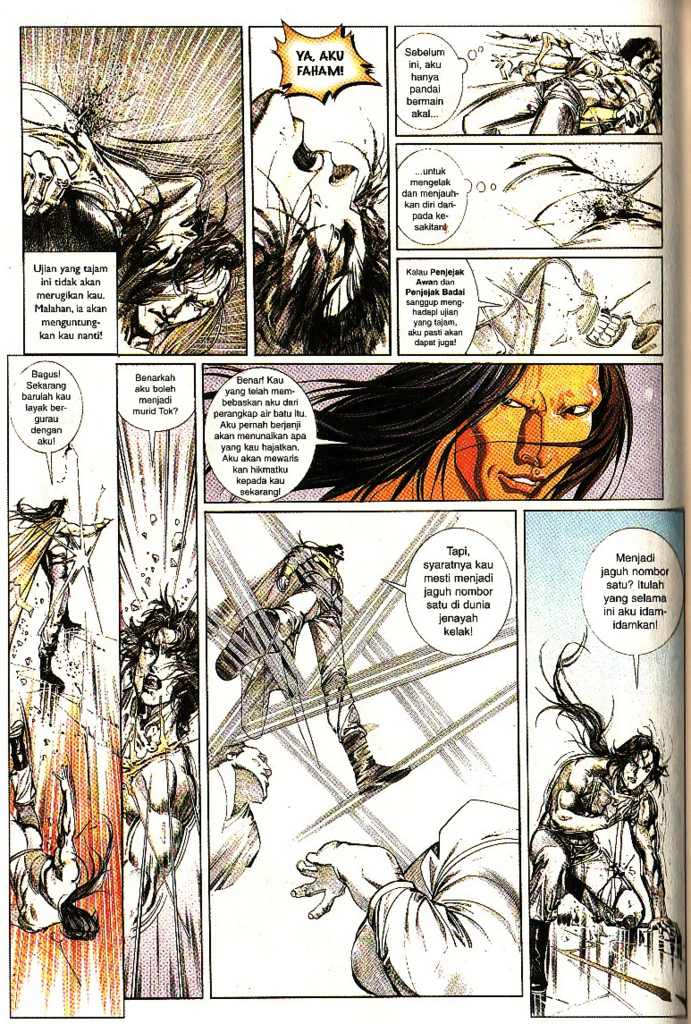 Ujian yang tajam
ini tidak akan
merugikan kau.
Malahan, ia akan
menguntung-
kan kau nanti!
YA, AKU
FAHAM!
Sebelum
ini, aku
hanya
pandai
bermain
akal...
...untuk
mengelak
dan menjauh-
kan diri dari-
pada ke-
sakitan!
Kalau Penjejak
Awan dan
Penjejak Badai
sanggup meng-
hadapi ujian
yang tajam,
aku pasti akan
dapat juga!
Bagus!
Sekarang
barulah kau
layak ber-
gurau
dengan
aku!
Benarkah
aku boleh
menjadi
murid Tok?
Benar! Kau
yang telah mem-
bebaskan aku dari
perangkap air batu itu.
Aku pernah berjanji
akan menunaikan apa
yang kau hajatkan.
Aku akan mewaris
kan hikmatku
kepada kau
sekarang!
Tapi,
syaratnya kau
mesti menjadi
jaguh nombor
satu di dunia
jenayah
kelak!
Menjadi
jaguh nombor
satu? Itulah
yang selama
ini aku idam-
idamkan!